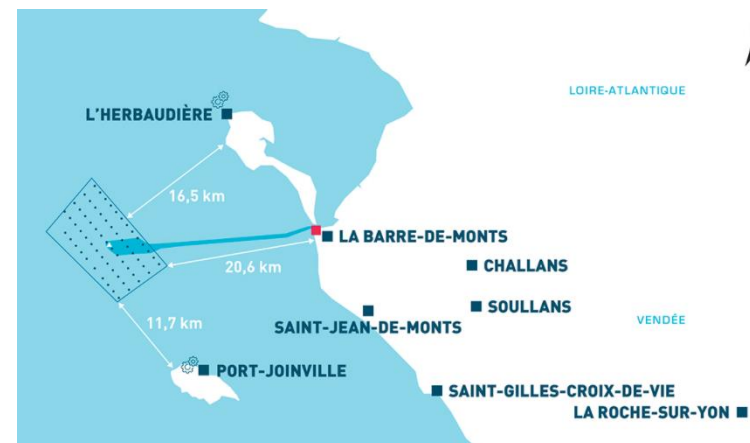 LOIRE-ATLANTIQUE
L'HERBAUDIÈRE
16,5 km
LA BARRE-DE-MONTS
20,6 km
CHALLANS
SOULLANS
11,7 km
VENDÉE
SAINT-JEAN-DE-MONTS
PORT-JOINVILLE
SAINT-GILLES-CROIX-DE-VIE
LA ROCHE-SUR-YON